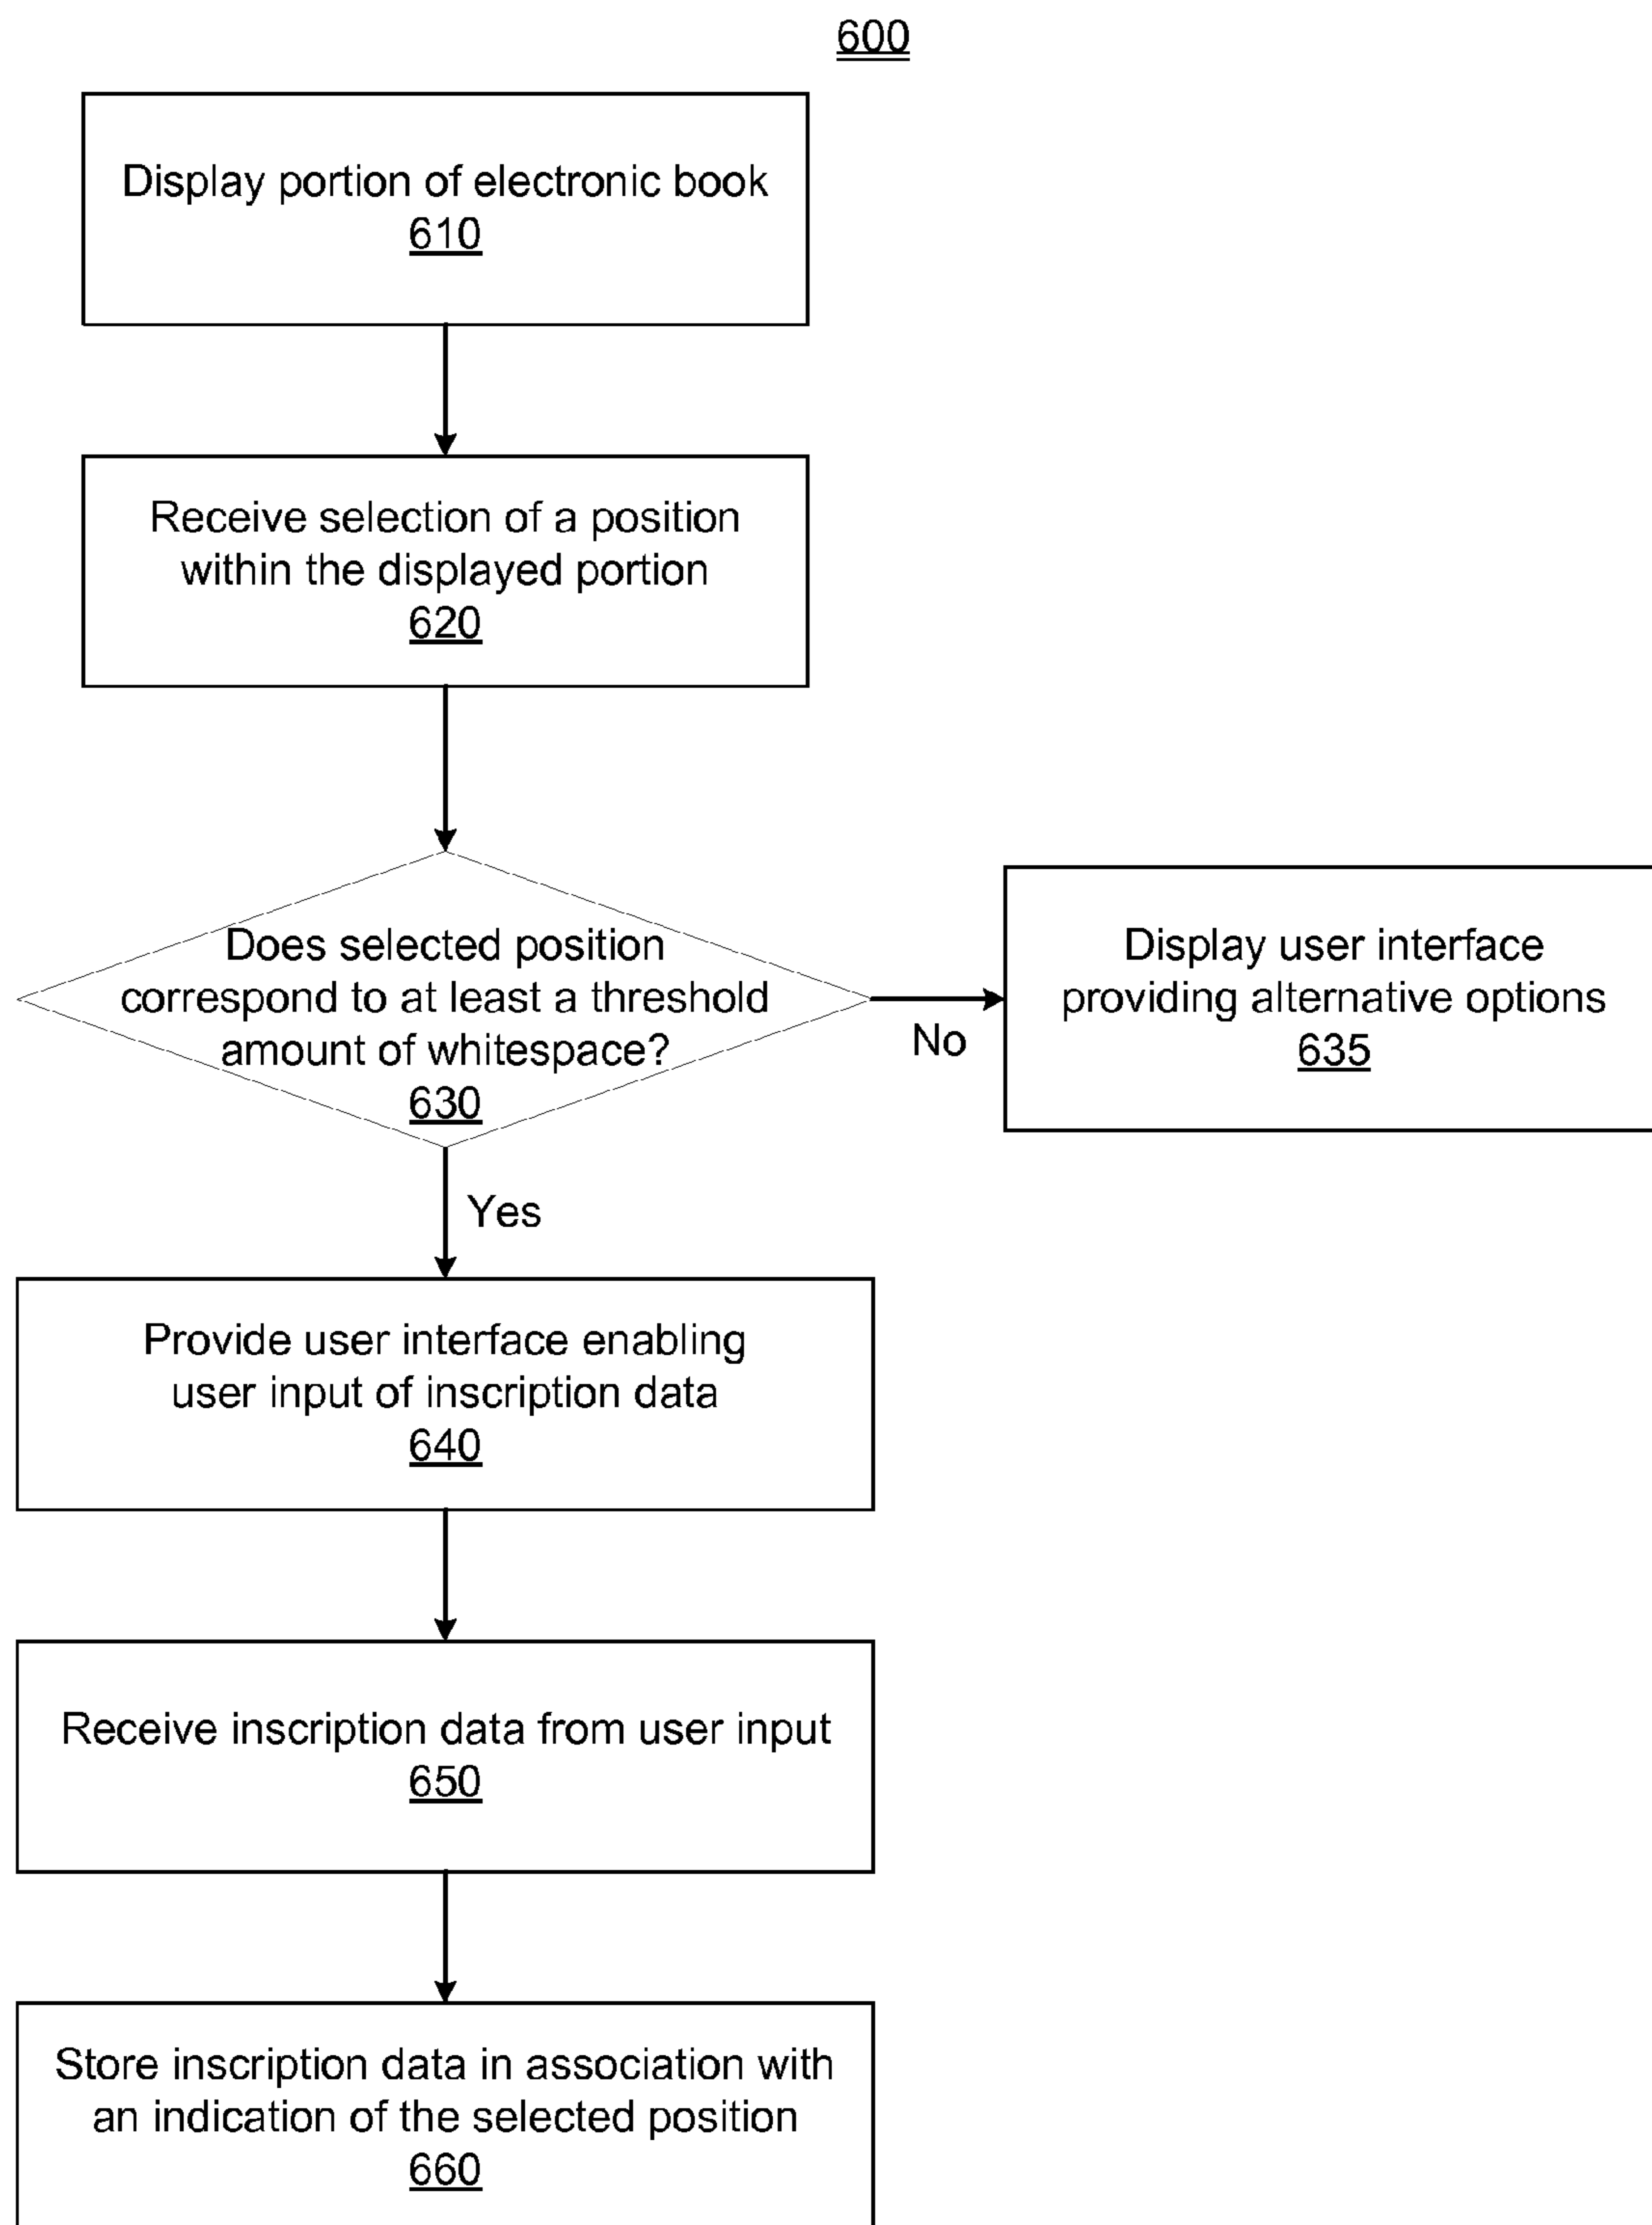 600
Display portion of electronic book
610
Receive selection of a position
within the displayed portion
620
Does selected position
correspond to at least a threshold
amount of whitespace?
630
No
Display user interface
providing alternative options
635
Yes
Provide user interface enabling
user input of inscription data
640
Receive inscription data from user input
650
Store inscription data in association with
an indication of the selected position
660